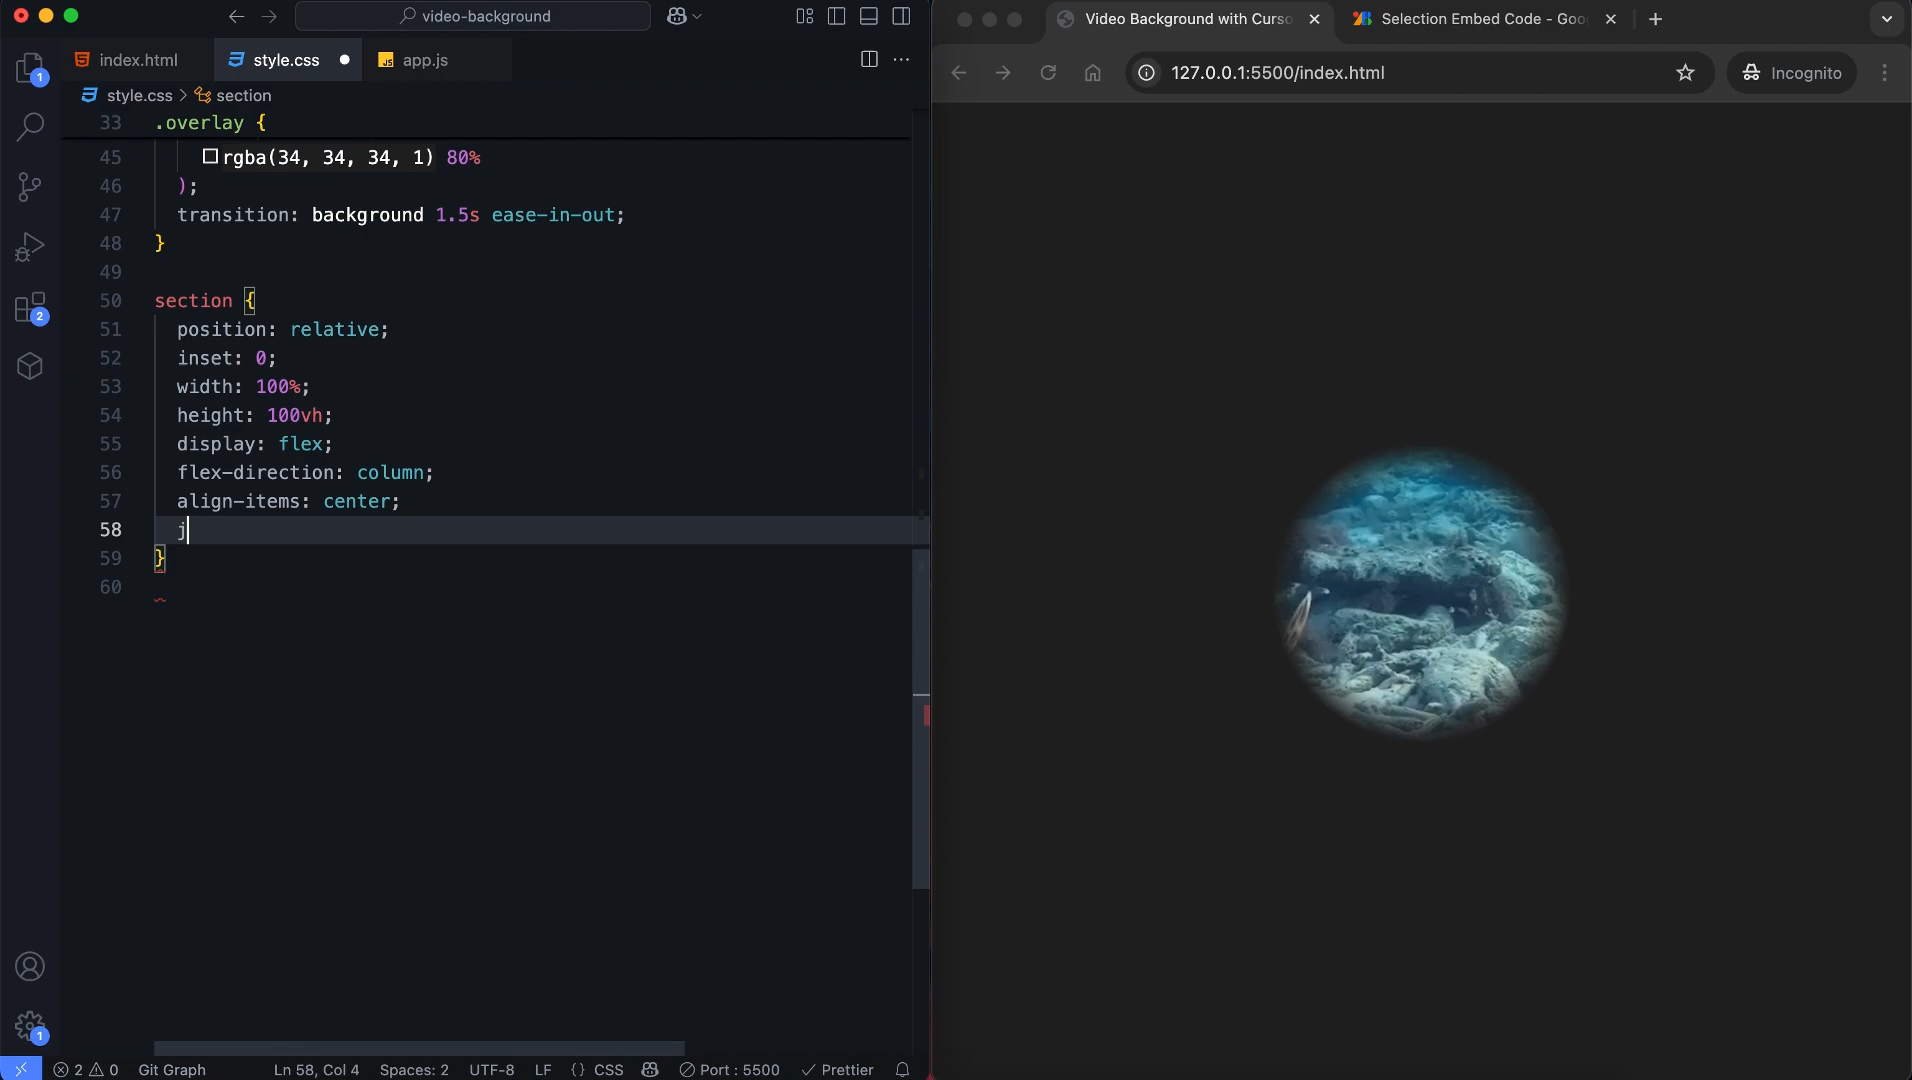 video-background
index.html
style.css
app.js
style.css > section
33 .overlay {
45 rgba(34, 34, 34, 1) 80%
46 );
47 transition: background 1.5s ease-in-out;
48 }
49
50 section {
51 position: relative;
52 inset: 0;
53 width: 100%;
54 height: 100vh;
55 display: flex;
56 flex-direction: column;
57 align-items: center;
58 j
59 }
60
1
2
1
2 0 Git Graph Ln 58, Col 4 Spaces: 2 UTF-8 LF {} CSS Port : 5500 Prettier
Video Background with Curso
Selection Embed Code - Goo
127.0.0.1:5500/index.html
Incognito